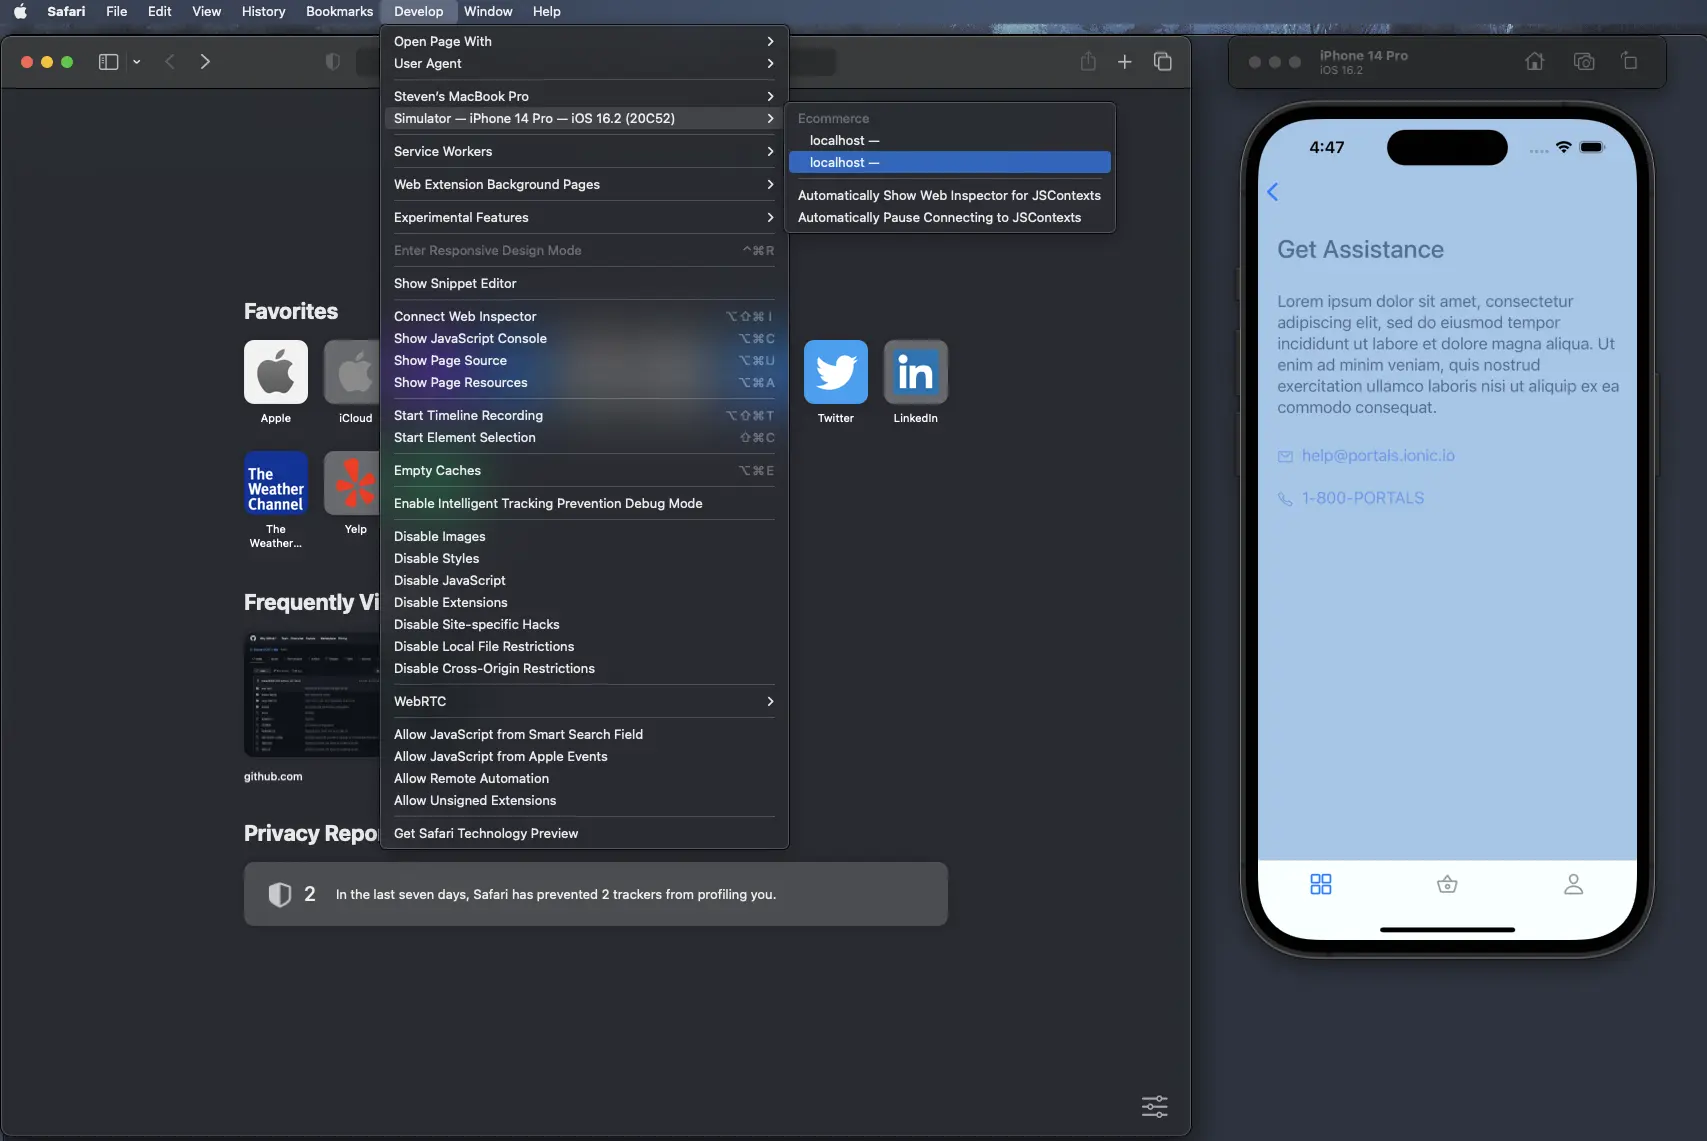 Safari File Edit View History Bookmarks Develop Window Help
Open Page With
User Agent
Steven's MacBook Pro
Simulator — iPhone 14 Pro — iOS 16.2 (20C52)
Service Workers
Web Extension Background Pages
Experimental Features
Enter Responsive Design Mode ^⌘R
Show Snippet Editor
Connect Web Inspector ⌥⇧⌘I
Show JavaScript Console ⌥⌘C
Show Page Source ⌥⌘U
Show Page Resources ⌥⌘A
Start Timeline Recording ⌥⇧⌘T
Start Element Selection ⇧⌘C
Empty Caches ⌥⌘E
Enable Intelligent Tracking Prevention Debug Mode
Disable Images
Disable Styles
Disable JavaScript
Disable Extensions
Disable Site-specific Hacks
Disable Local File Restrictions
Disable Cross-Origin Restrictions
WebRTC
Allow JavaScript from Smart Search Field
Allow JavaScript from Apple Events
Allow Remote Automation
Allow Unsigned Extensions
Get Safari Technology Preview
Ecommerce
localhost —
localhost —
Automatically Show Web Inspector for JSContexts
Automatically Pause Connecting to JSContexts
Favorites
Apple
iCloud
Twitter
LinkedIn
The
Weather
Channel
The
Weather...
Yelp
Frequently Vi
github.com
Privacy Repo
2 In the last seven days, Safari has prevented 2 trackers from profiling you.
iPhone 14 Pro
iOS 16.2
4:47
Get Assistance
Lorem ipsum dolor sit amet, consectetur
adipiscing elit, sed do eiusmod tempor
incididunt ut labore et dolore magna aliqua. Ut
enim ad minim veniam, quis nostrud
exercitation ullamco laboris nisi ut aliquip ex ea
commodo consequat.
help@portals.ionic.io
1-800-PORTALS